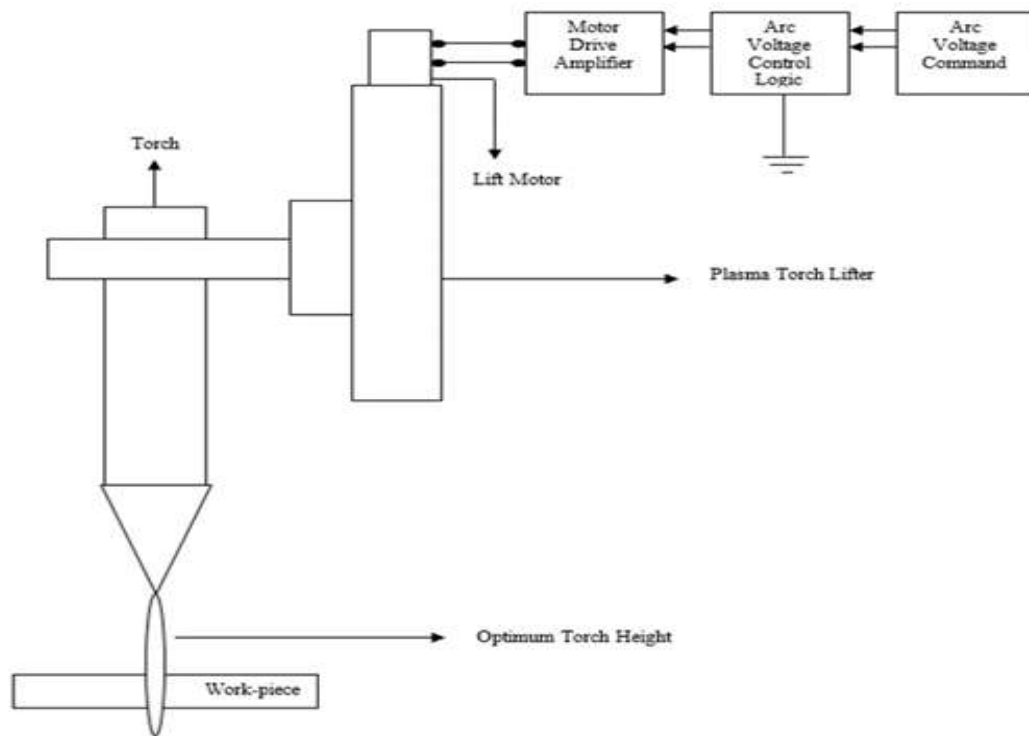 Motor
Drive
Amplifier
Arc
Voltage
Control
Logic
Arc
Voltage
Command
Torch
Lift Motor
Plasma Torch Lifter
Optimum Torch Height
Work-piece